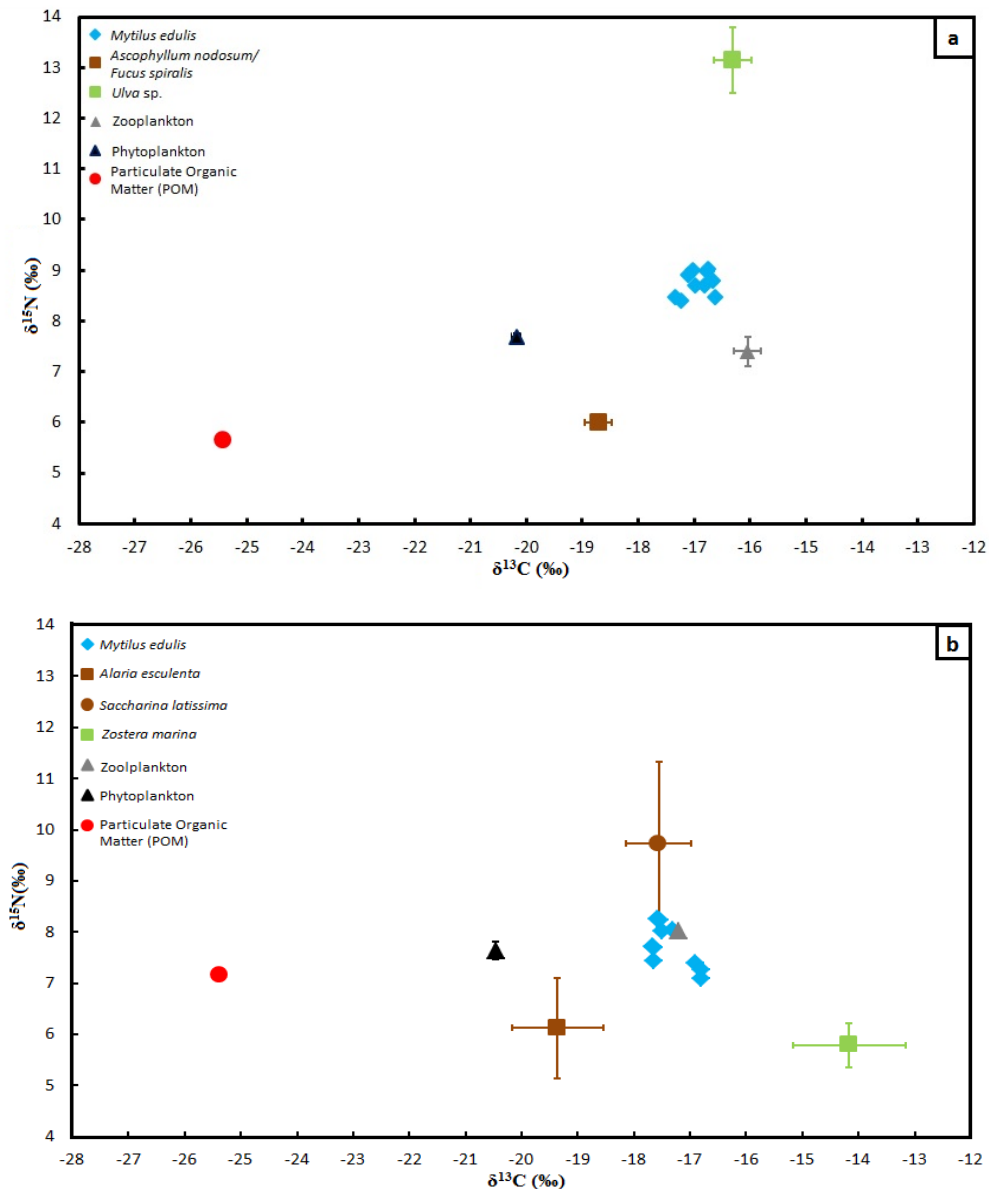 a
Mytilus edulis
Ascophyllum nodosum/
Fucus spiralis
Ulva sp.
Zooplankton
Phytoplankton
Particulate Organic
Matter (POM)
14
13
12
11
10
9
8
7
6
5
4
δ15N (‰)
-28 -27 -26 -25 -24 -23 -22 -21 -20 -19 -18 -17 -16 -15 -14 -13 -12
δ13C (‰)
b
Mytilus edulis
Alaria esculenta
Saccharina latissima
Zostera marina
Zoolplankton
Phytoplankton
Particulate Organic
Matter (POM)
14
13
12
11
10
9
8
7
6
5
4
δ15N(‰)
-28 -27 -26 -25 -24 -23 -22 -21 -20 -19 -18 -17 -16 -15 -14 -13 -12
δ13C (‰)